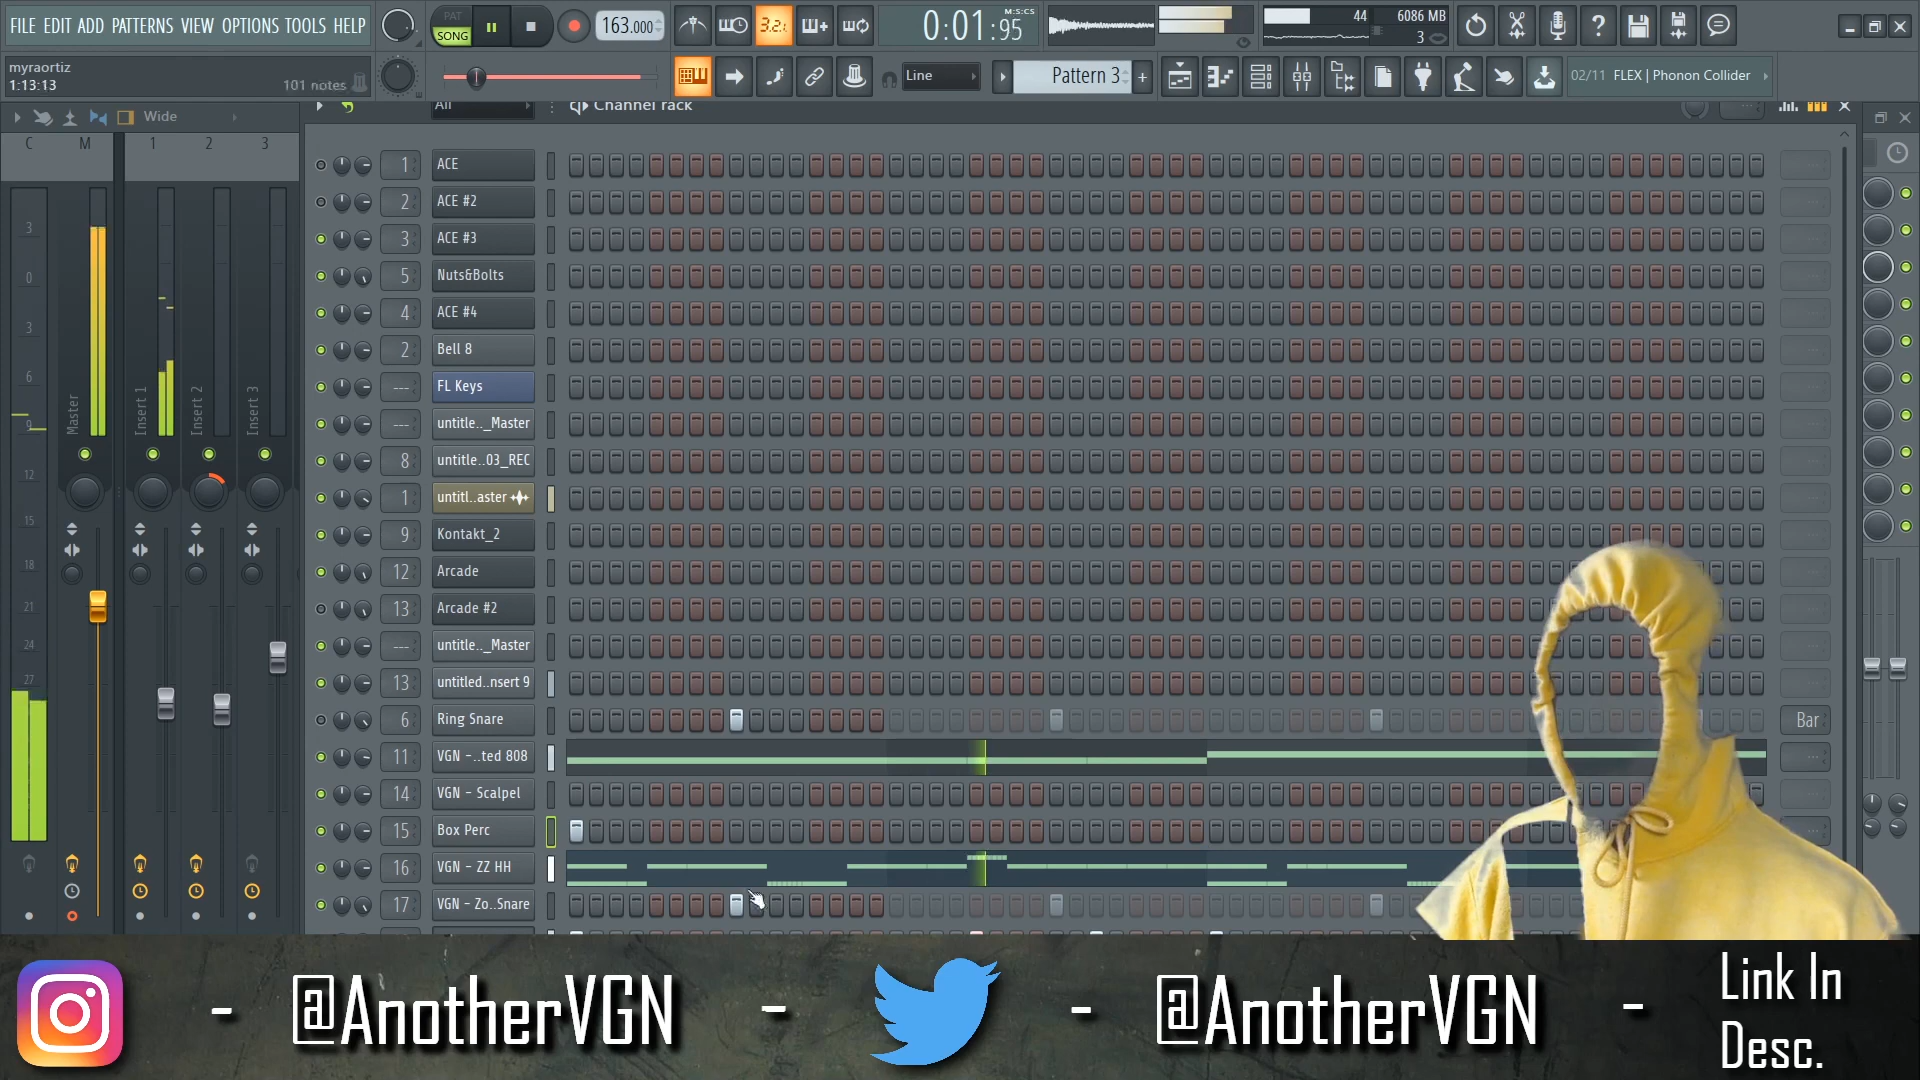 FILE EDIT ADD PATTERNS VIEW OPTIONS TOOLS HELP
PAT
SONG
163.000
3.2.
M:S:CS
0:01:95
44
6086 MB
3
myraortiz
1:13:13
101 notes
Line
Pattern 3
+
02/11 FLEX | Phonon Collider
Wide
All
Channel rack
C M 1 2 3
3
0
3
6
9
12
15
18
21
24
27
Master
Insert 1
Insert 2
Insert 3
1 ACE
2 ACE #2
3 ACE #3
5 Nuts&Bolts
4 ACE #4
2 Bell 8
--- FL Keys
--- untitle.._Master
8 untitle..03_REC
1 untitl..aster
9 Kontakt_2
12 Arcade
13 Arcade #2
--- untitle.._Master
13 untitled..nsert 9
6 Ring Snare
Bar
11 VGN -..ted 808
14 VGN - Scalpel
15 Box Perc
16 VGN - ZZ HH
17 VGN - Zo..Snare
- @AnotherVGN - - @AnotherVGN - Link In
Desc.